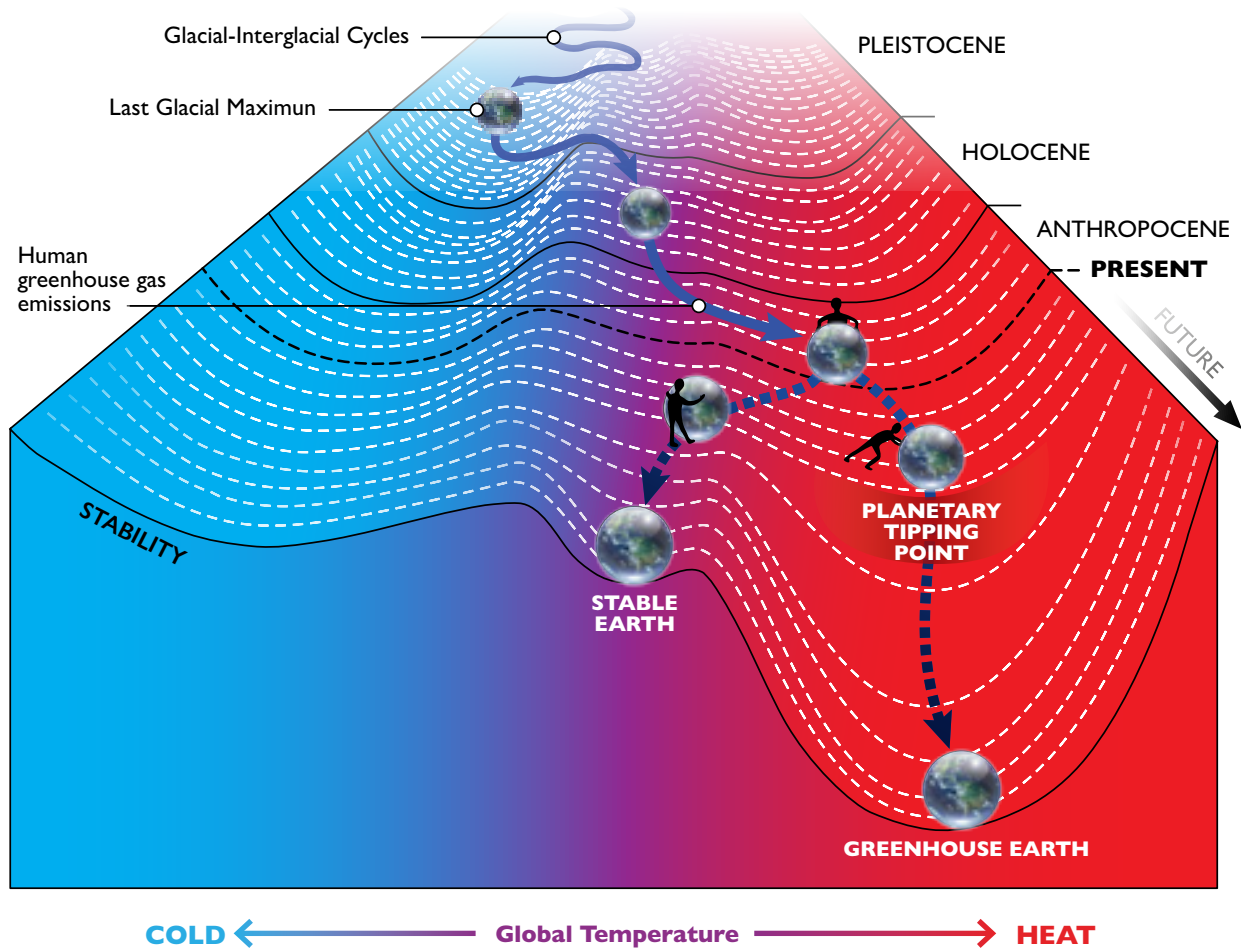 Glacial-Interglacial Cycles
PLEISTOCENE
Last Glacial Maximun
HOLOCENE
ANTHROPOCENE
Human
greenhouse gas
emissions
PRESENT
FUTURE
STABILITY
PLANETARY
TIPPING
POINT
STABLE
EARTH
GREENHOUSE EARTH
COLD
Global Temperature
HEAT